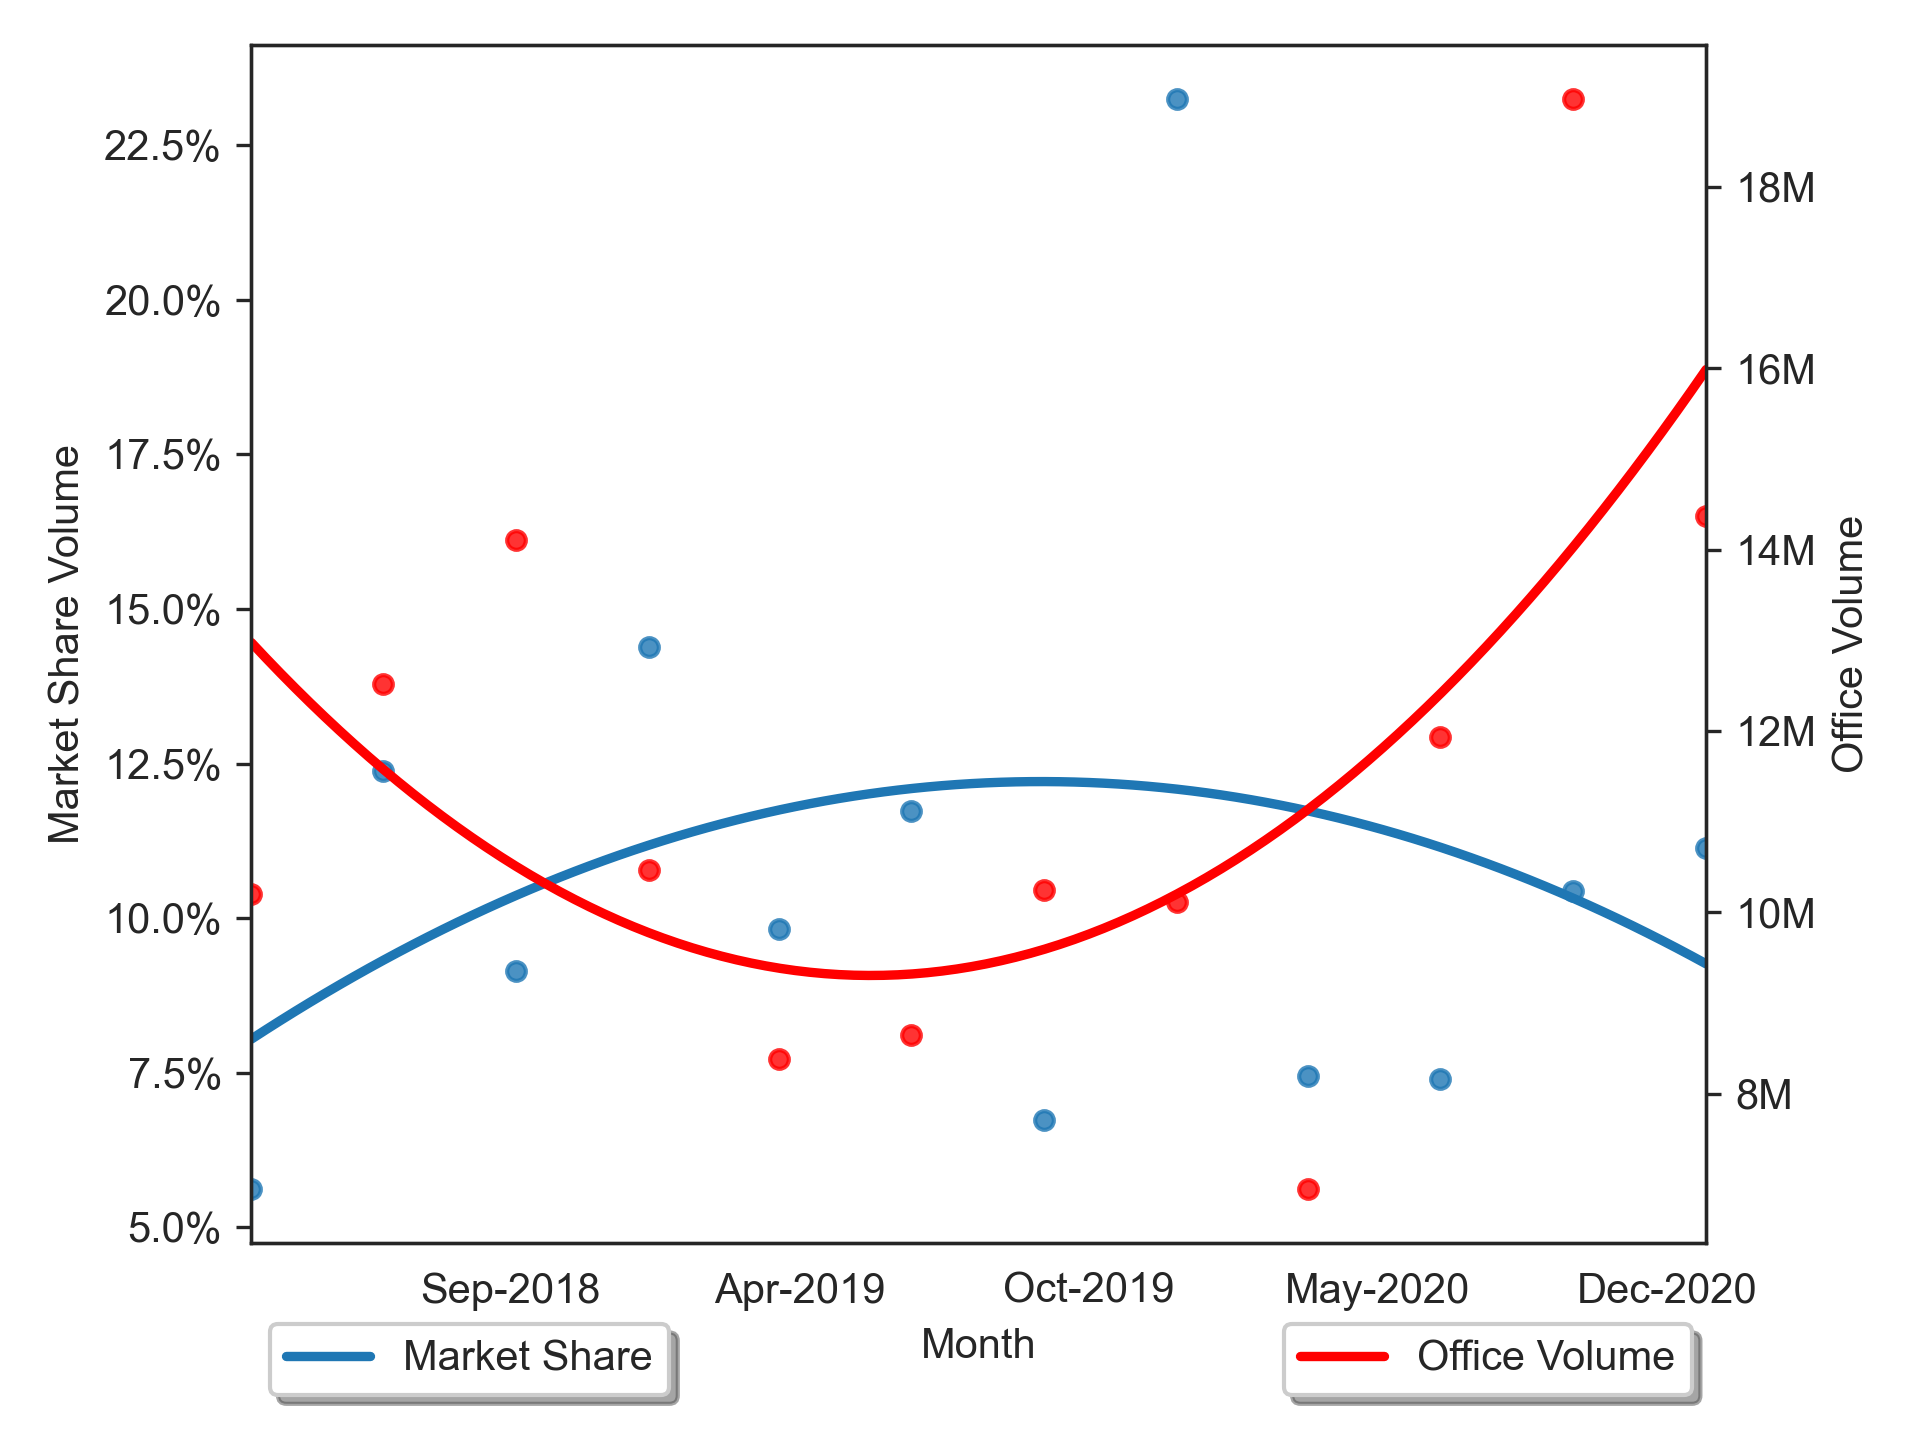 Market Share Volume
22.5%
20.0%
17.5%
15.0%
12.5%
10.0%
7.5%
5.0%
18M
16M
14M
12M
10M
8M
Office Volume
Sep-2018 Apr-2019 Oct-2019 May-2020 Dec-2020
Month
Market Share
Office Volume